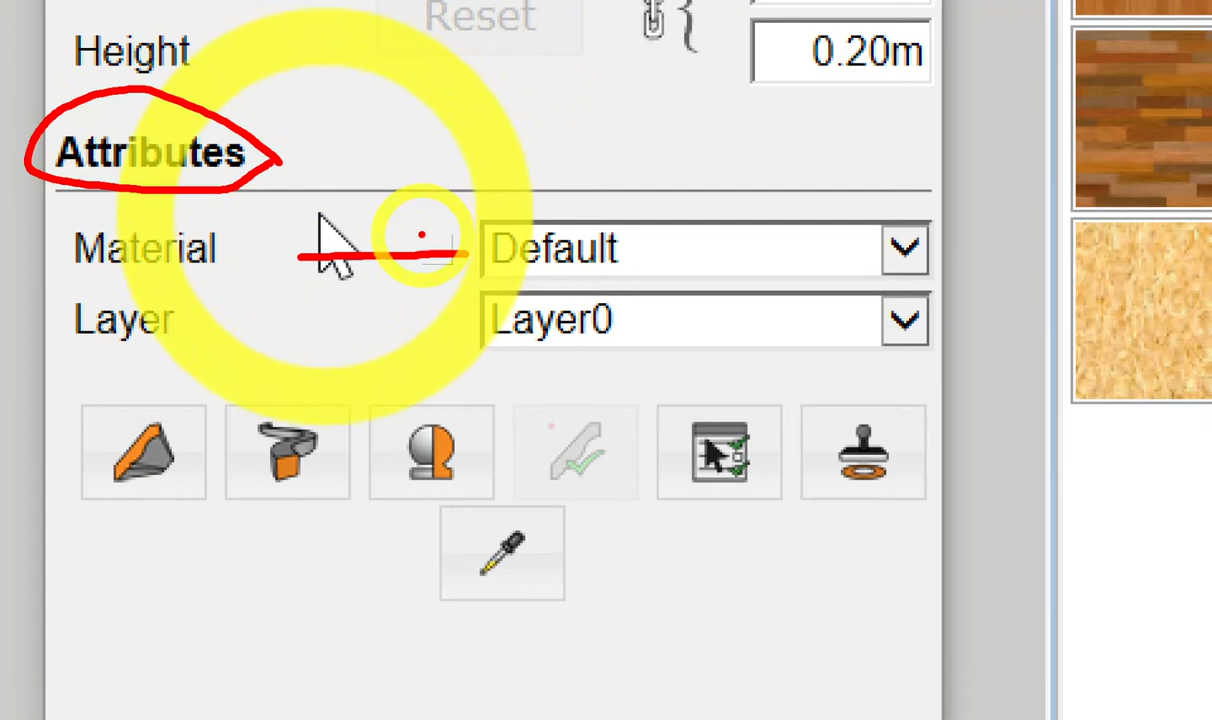 Reset
Height 0.20m
Attributes
Material Default
Layer Layer0